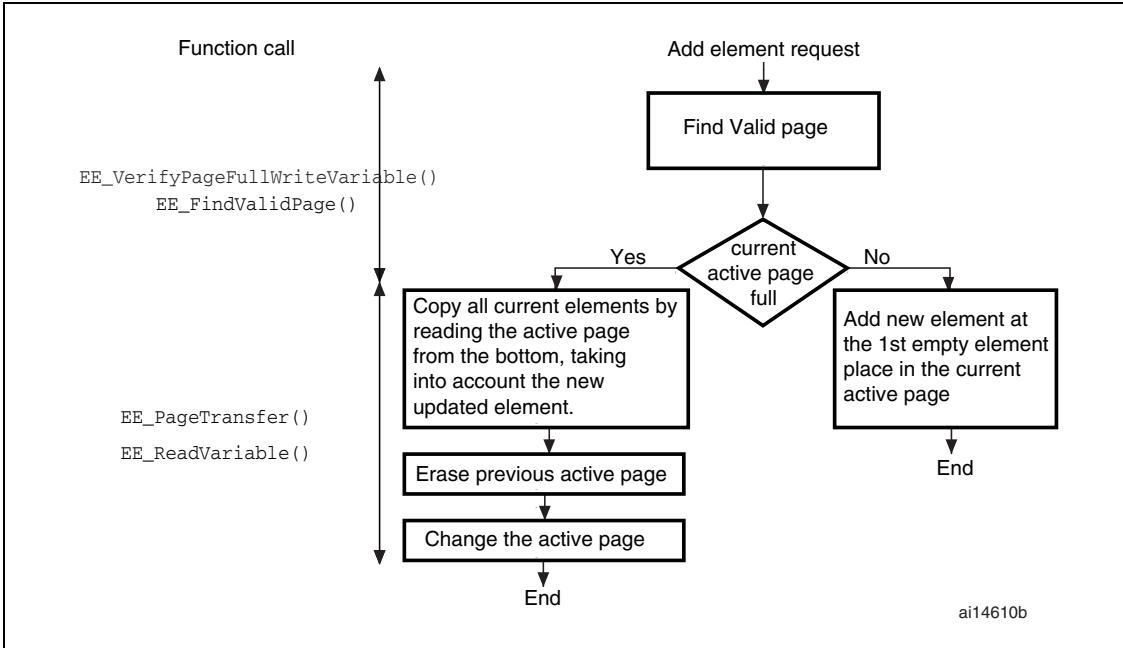 Function call
Add element request
Find Valid page
EE_VerifyPageFullWriteVariable()
EE_FindValidPage()
current
active page
full
Yes
No
Copy all current elements by
reading the active page
from the bottom, taking
into account the new
updated element.
Add new element at
the 1st empty element
place in the current
active page
EE_PageTransfer()
EE_ReadVariable()
End
Erase previous active page
Change the active page
End
ai14610b